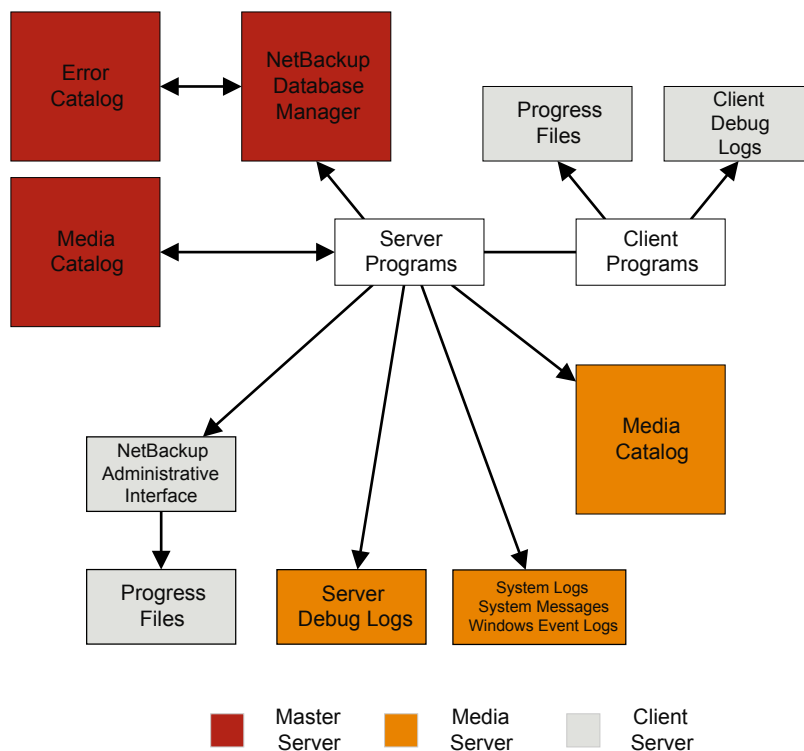 Error
Catalog
NetBackup
Database
Manager
Progress
Files
Client
Debug
Logs
Media
Catalog
Server
Programs
Client
Programs
Media
Catalog
NetBackup
Administrative
Interface
Progress
Files
Server
Debug Logs
System Logs
System Messages
Windows Event Logs
Master
Server
Media
Server
Client
Server